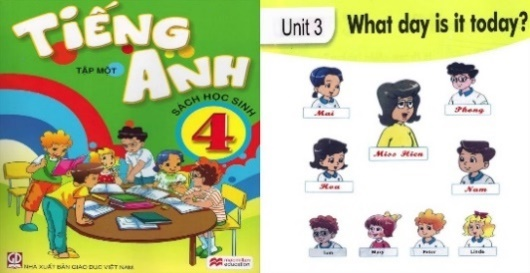 TIẾNG
ANH
TẬP MỘT
SÁCH HỌC SINH
4
NHÀ XUẤT BẢN GIÁO DỤC VIỆT NAM
macmillan
education
Unit 3 What day is it today?
Mai
Phong
Miss Hien
Hoa
Nam
Tom
Mary
Peter
Linda